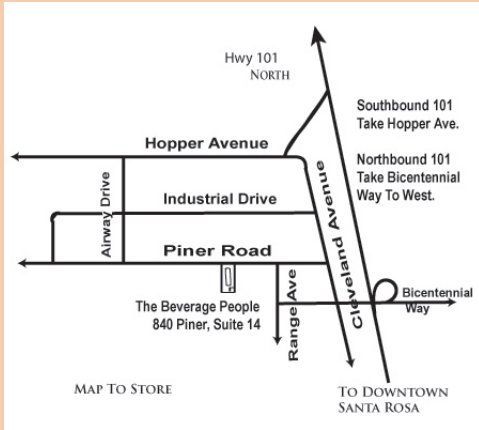 Hwy 101
NORTH
Southbound 101
Take Hopper Ave.
Northbound 101
Take Bicentennial
Way To West.
Hopper Avenue
Airway Drive
Industrial Drive
Cleveland Avenue
Piner Road
The Beverage People
840 Piner, Suite 14
Range Ave
Bicentennial
Way
MAP TO STORE
TO DOWNTOWN
SANTA ROSA